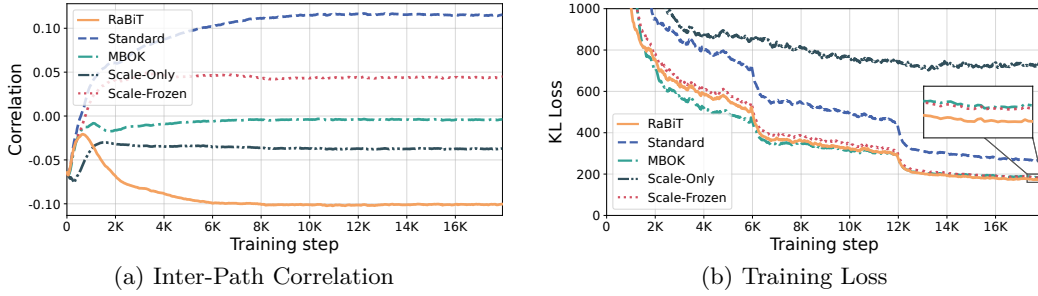 (a)
0.10
0.05
0.00
-0.05
-0.10
Correlation
RaBiT
Standard
MBOK
Scale-Only
Scale-Frozen
0 2K 4K 6K 8K 10K 12K 14K 16K
Training step
(a) Inter-Path Correlation
(b)
1000
800
600
400
200
0
KL Loss
RaBiT
Standard
MBOK
Scale-Only
Scale-Frozen
0 2K 4K 6K 8K 10K 12K 14K 16K
Training step
(b) Training Loss